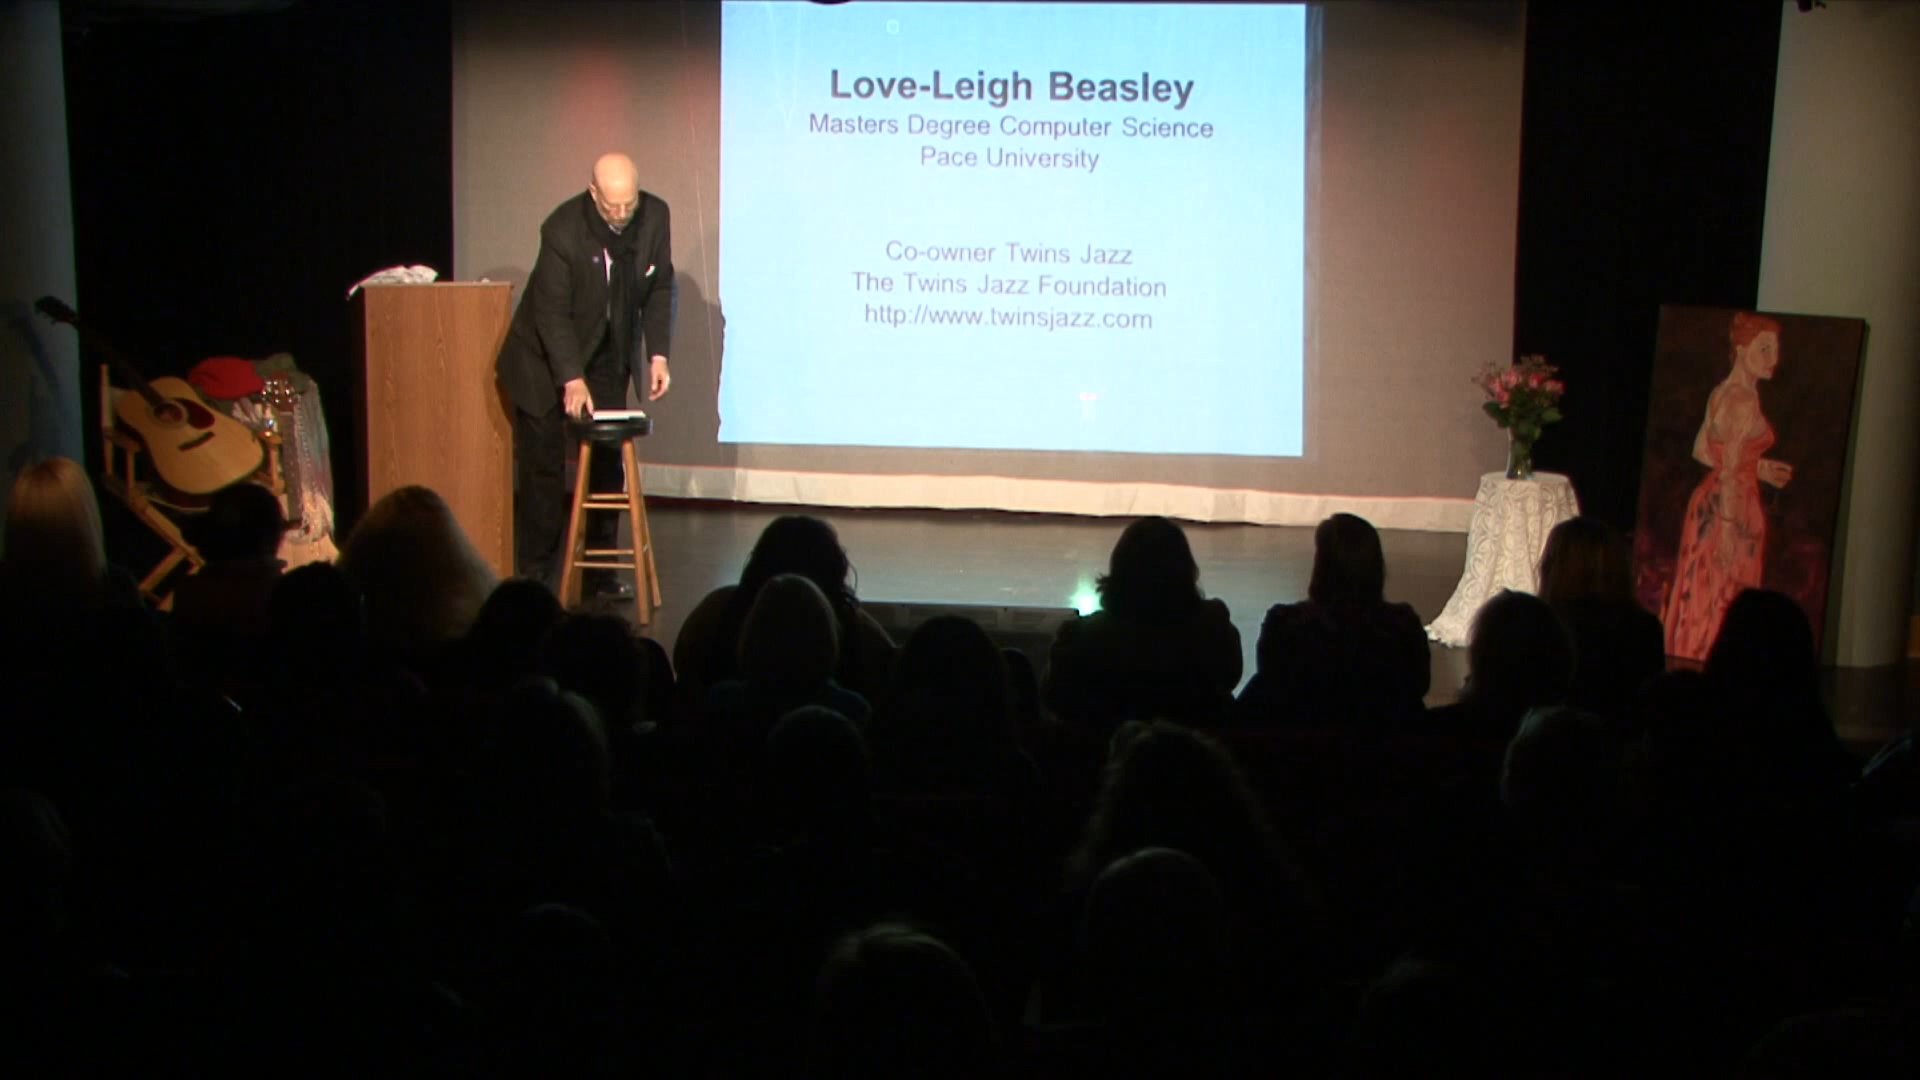 Love-Leigh Beasley
Masters Degree Computer Science
Pace University
Co-owner Twins Jazz
The Twins Jazz Foundation
http://www.twinsjazz.com